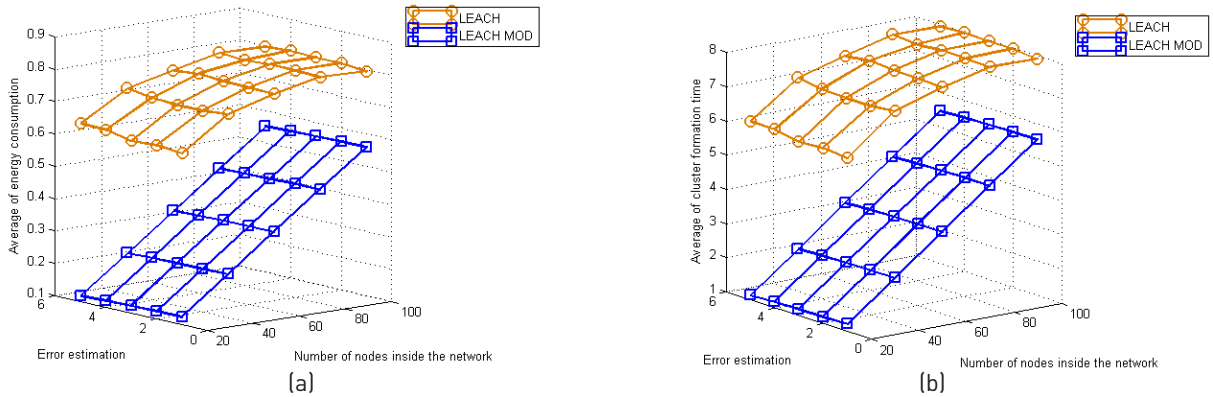 LEACH
LEACH MOD
0.9
0.8
0.7
0.6
0.5
0.4
0.3
0.2
0.1
Average of energy consumption
6
4
2
0
Error estimation
20
40
60
80
100
Number of nodes inside the network
(a)
LEACH
LEACH MOD
8
7
6
5
4
3
2
1
Average of cluster formation time
6
4
2
0
Error estimation
20
40
60
80
100
Number of nodes inside the network
(b)